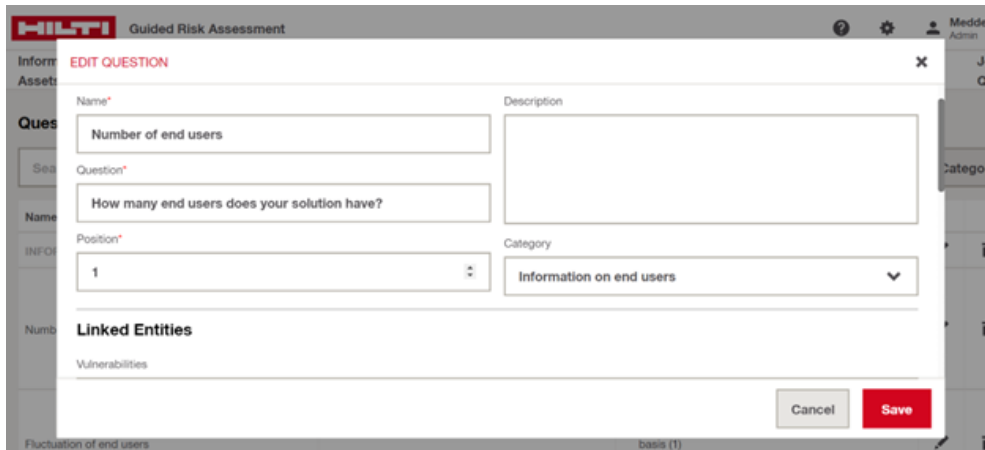 HILTI Guided Risk Assessment
Admin
EDIT QUESTION
Assets
Name*
Number of end users
Description
Question*
How many end users does your solution have?
Position*
1
Category
Information on end users
Name
Linked Entities
Vulnerabilities
Cancel
Save
Fluctuation of end users
basis (1)